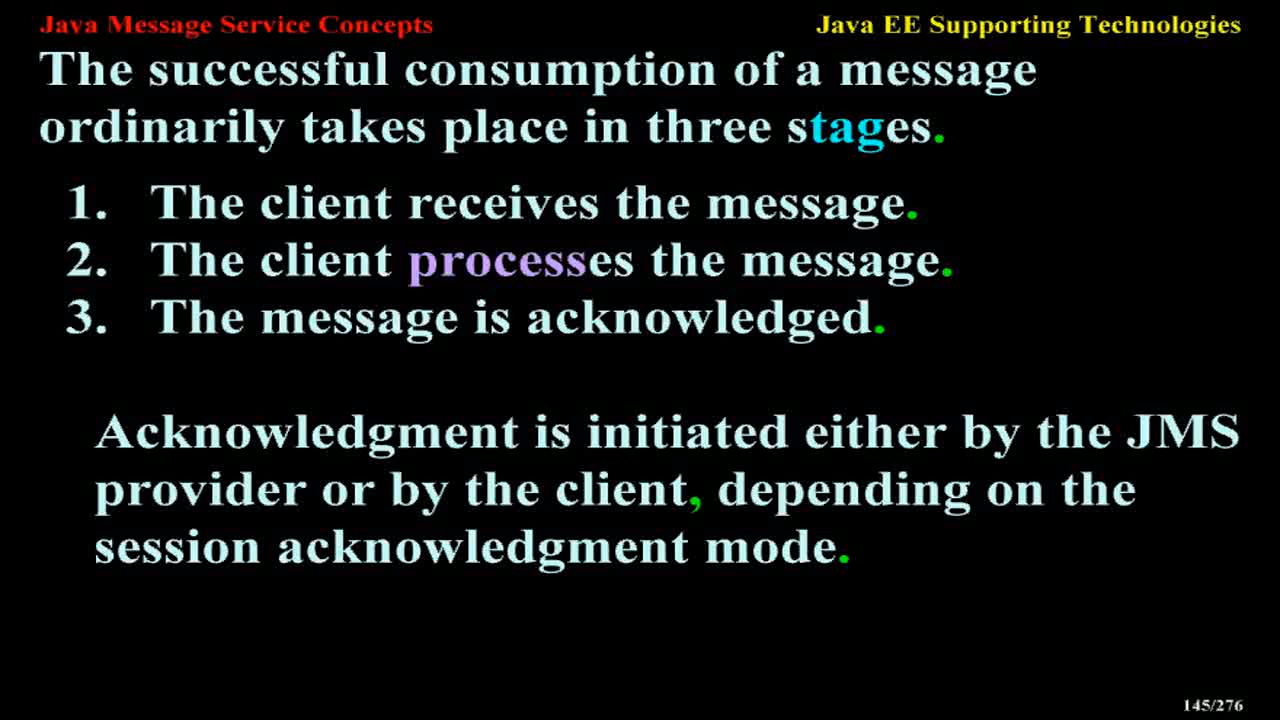 Java Message Service Concepts
Java EE Supporting Technologies
The successful consumption of a message
ordinarily takes place in three stages.
1. The client receives the message.
2. The client processes the message.
3. The message is acknowledged.
Acknowledgment is initiated either by the JMS
provider or by the client, depending on the
session acknowledgment mode.
145/276